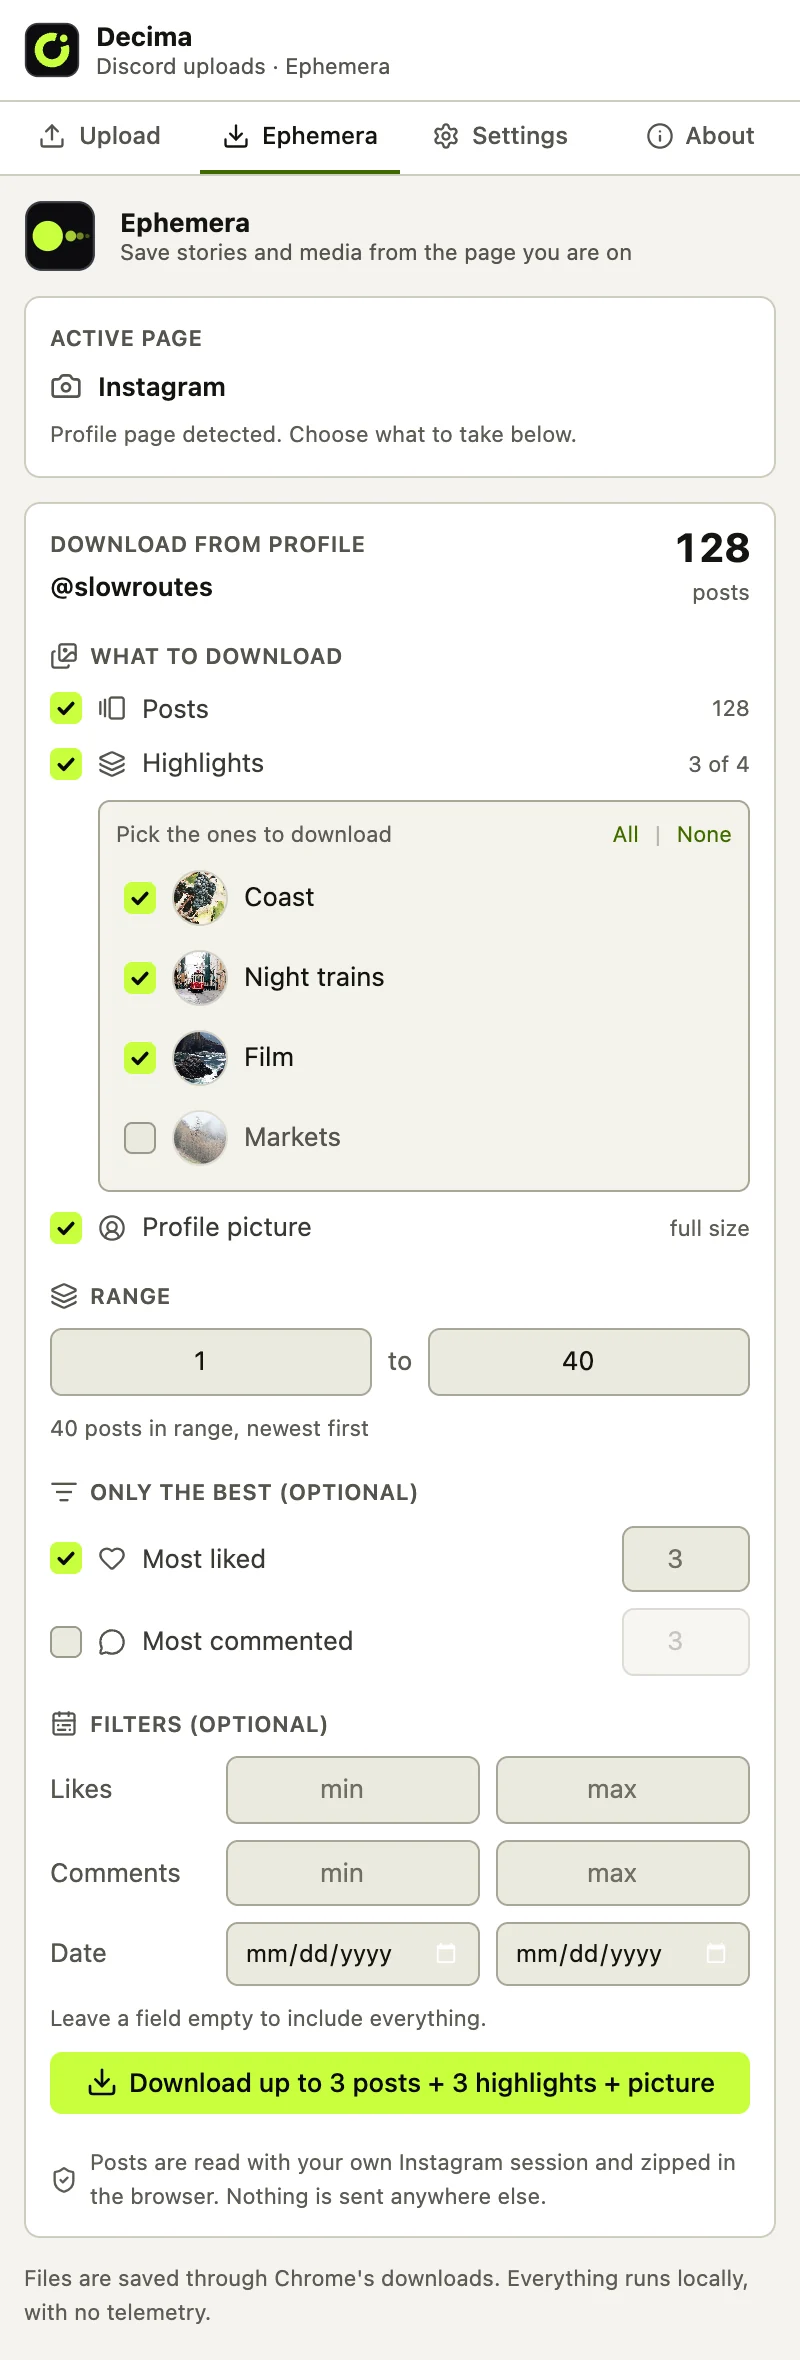 Decima
Discord uploads · Ephemera
Upload
Ephemera
Settings
About
Ephemera
Save stories and media from the page you are on
ACTIVE PAGE
Instagram
Profile page detected. Choose what to take below.
DOWNLOAD FROM PROFILE
128
@slowroutes
posts
WHAT TO DOWNLOAD
Posts 128
Highlights 3 of 4
Pick the ones to download All | None
Coast
Night trains
Film
Markets
Profile picture full size
RANGE
1 to 40
40 posts in range, newest first
ONLY THE BEST (OPTIONAL)
Most liked 3
Most commented 3
FILTERS (OPTIONAL)
Likes min max
Comments min max
Date mm/dd/yyyy mm/dd/yyyy
Leave a field empty to include everything.
Download up to 3 posts + 3 highlights + picture
Posts are read with your own Instagram session and zipped in
the browser. Nothing is sent anywhere else.
Files are saved through Chrome's downloads. Everything runs locally,
with no telemetry.